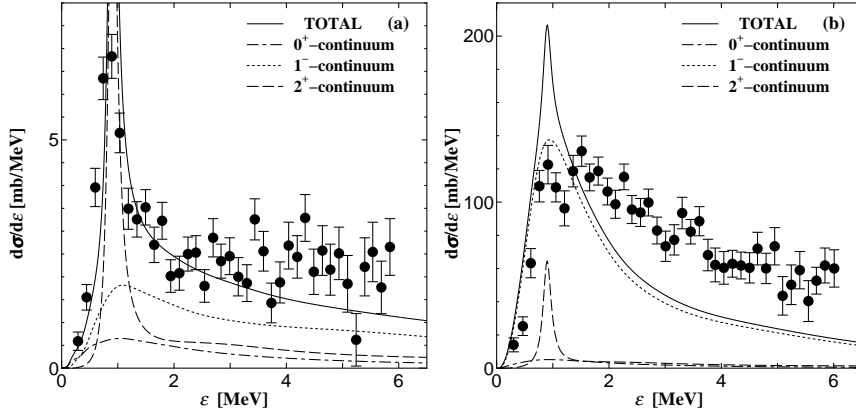 TOTAL (a)
0⁺–continuum
1⁻–continuum
2⁺–continuum
5
0
dσ/dε [mb/MeV]
0 2 4 6
ε [MeV]
TOTAL (b)
0⁺–continuum
1⁻–continuum
2⁺–continuum
200
100
0
dσ/dε [mb/MeV]
0 2 4 6
ε [MeV]